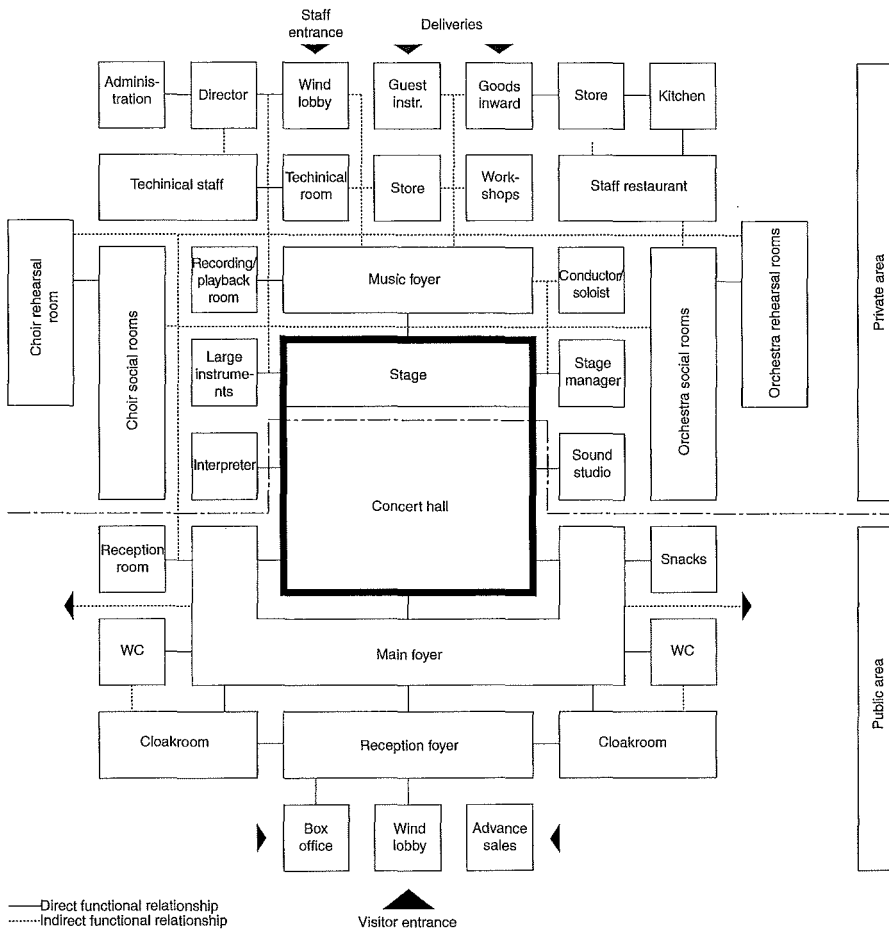 Staff
entrance
Deliveries
Adminis-
tration
Director
Wind
lobby
Guest
instr.
Goods
inward
Store
Kitchen
Techinical staff
Techinical
room
Store
Work-
shops
Staff restaurant
Choir rehearsal
room
Choir social rooms
Recording/
playback
room
Music foyer
Conductor/
soloist
Orchestra social rooms
Orchestra rehearsal rooms
Private area
Large
instrume-
nts
Stage
Stage
manager
Interpreter
Concert hall
Sound
studio
Reception
room
Snacks
WC
Main foyer
WC
Public area
Cloakroom
Reception foyer
Cloakroom
Box
office
Wind
lobby
Advance
sales
Direct functional relationship
Indirect functional relationship
Visitor entrance